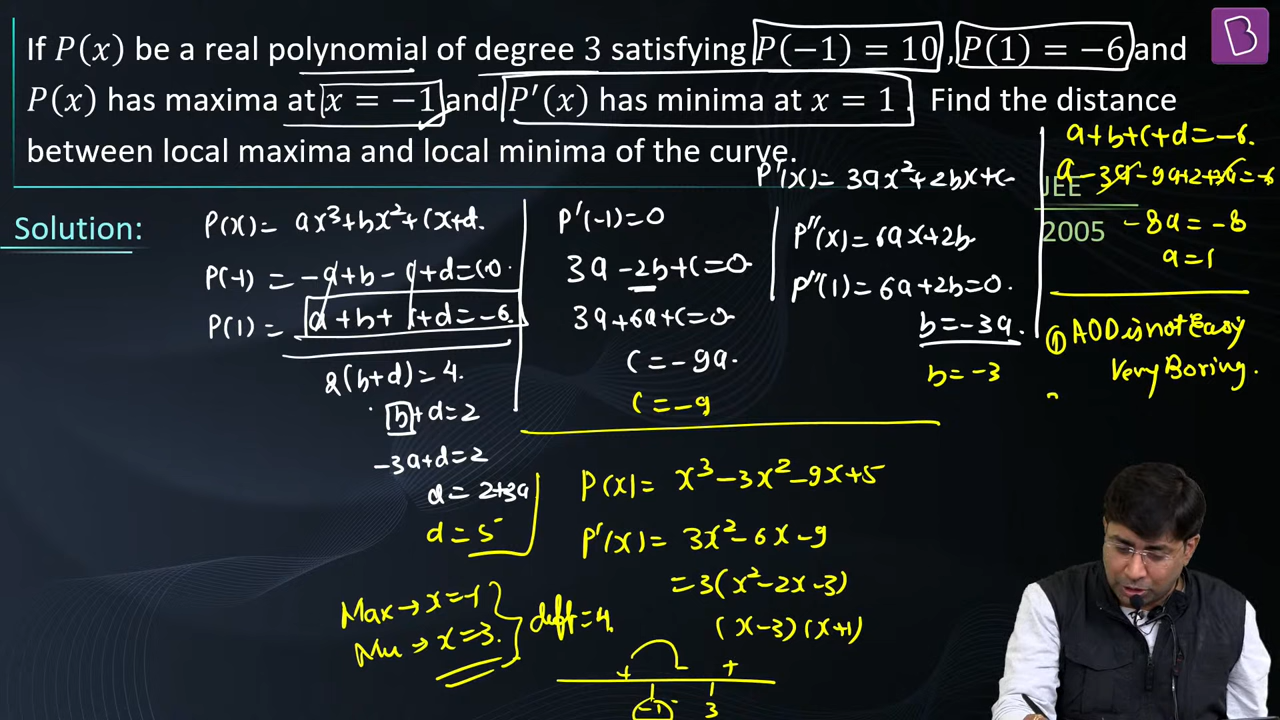 If P(x) be a real polynomial of degree 3 satisfying P(−1) = 10 , P(1) = −6 and
P(x) has maxima at x = −1 and P′(x) has minima at x = 1 . Find the distance
between local maxima and local minima of the curve.
JEE
2005
Solution:
P(x) = ax³+bx²+cx+d.
P(-1) = -a+b-c+d=10.
P(1) = a+b+c+d=-6.
2(b+d)=4.
b+d=2
-3a+d=2
d=2+3a
d=5
P'(-1)=0
3a-2b+c=0
3a+6a+c=0
c=-9a.
c=-9
P'(x)=3ax²+2bx+c
P''(x)=6ax+2b
P''(1)=6a+2b=0.
b=-3a.
b=-3
a+b+c+d=-6.
a-3a-9a+2+3a=-6
-8a=-8
a=1
① AOD is not Easy
Very Boring.
P(x)= x³-3x²-9x+5
P'(x)= 3x²-6x-9
=3(x²-2x-3)
(x-3)(x+1)
Max→x=-1
x=3.
diff=4.
+ - +
-1 3
B